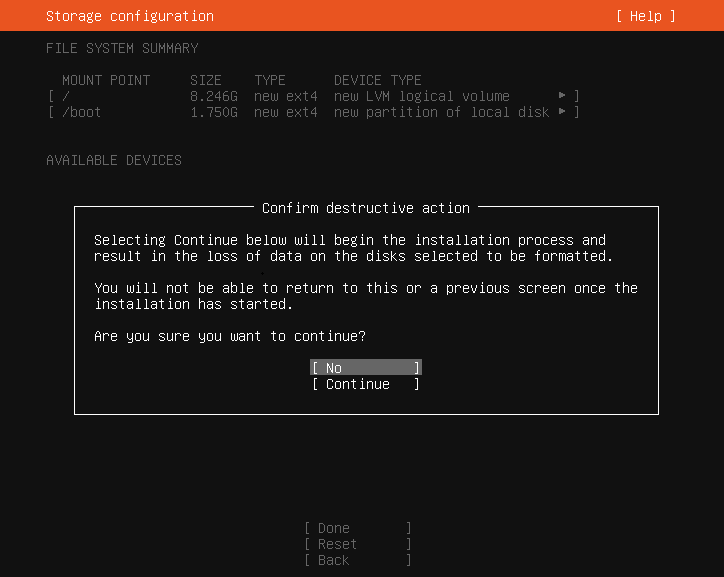 Storage configuration [ Help ]
FILE SYSTEM SUMMARY
MOUNT POINT SIZE TYPE DEVICE TYPE
[ / 8.246G new ext4 new LVM logical volume ▸ ]
[ /boot 1.750G new ext4 new partition of local disk ▸ ]
AVAILABLE DEVICES
Confirm destructive action
Selecting Continue below will begin the installation process and
result in the loss of data on the disks selected to be formatted.
You will not be able to return to this or a previous screen once the
installation has started.
Are you sure you want to continue?
[ No ]
[ Continue ]
[ Done ]
[ Reset ]
[ Back ]